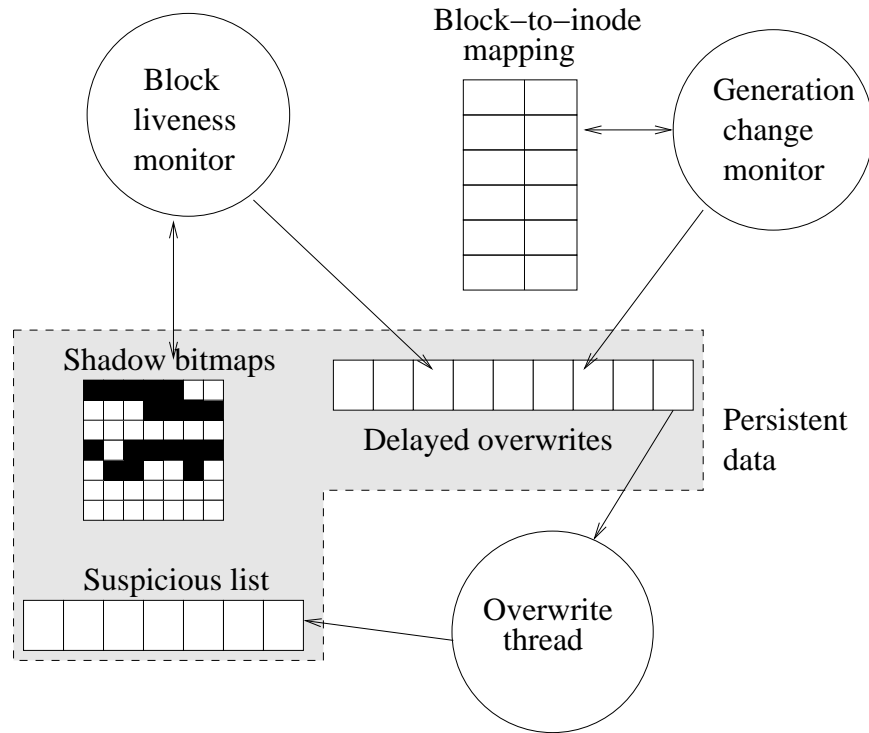 Block
liveness
monitor
Block−to−inode
mapping
Generation
change
monitor
Shadow bitmaps
Delayed overwrites
Persistent
data
Suspicious list
Overwrite
thread